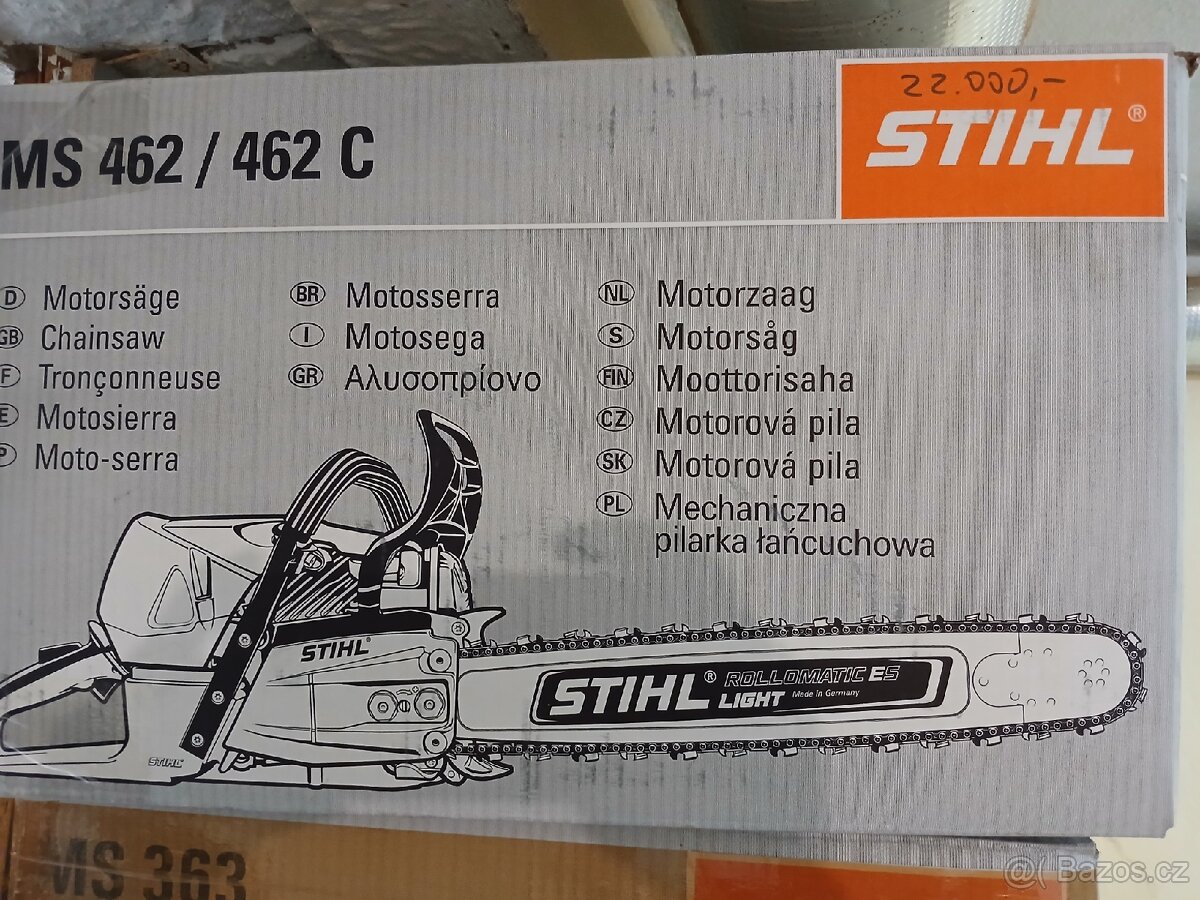 22.000,-
STIHL®
MS 462 / 462 C
D Motorsäge
GB Chainsaw
F Tronçonneuse
E Motosierra
P Moto-serra
BR Motosserra
I Motosega
GR Αλυσοπρίονο
NL Motorzaag
S Motorsåg
FIN Moottorisaha
CZ Motorová pila
SK Motorová pila
PL Mechaniczna
pilarka łańcuchowa
STIHL®
STIHL® ROLLOMATIC ES
LIGHT Made in Germany
STIHL®
MS 363
@( Bazos.cz